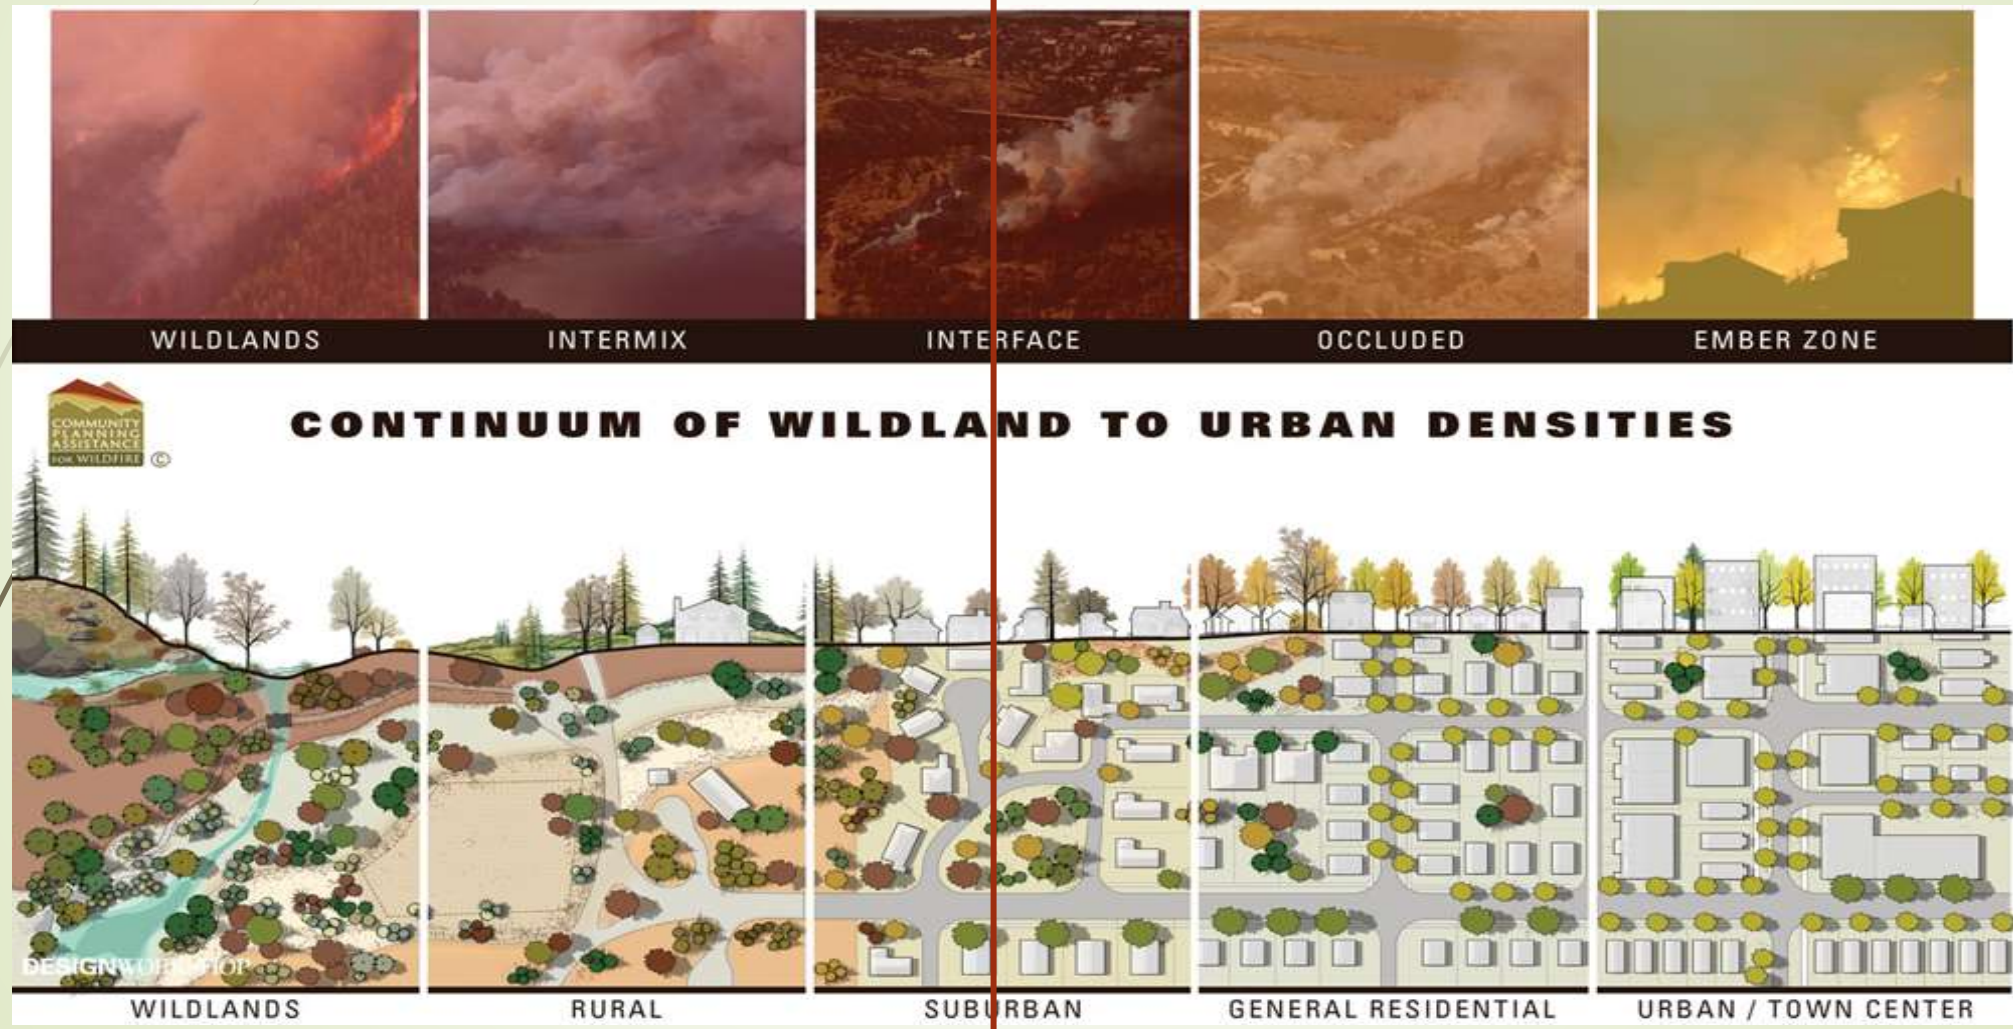 WILDLANDS
INTERMIX
INTERFACE
OCCLUDED
EMBER ZONE
COMMUNITY
PLANNING
ASSISTANCE
FOR WILDFIRE ©
CONTINUUM OF WILDLAND TO URBAN DENSITIES
DESIGNWORKSHOP
WILDLANDS
RURAL
SUBURBAN
GENERAL RESIDENTIAL
URBAN / TOWN CENTER